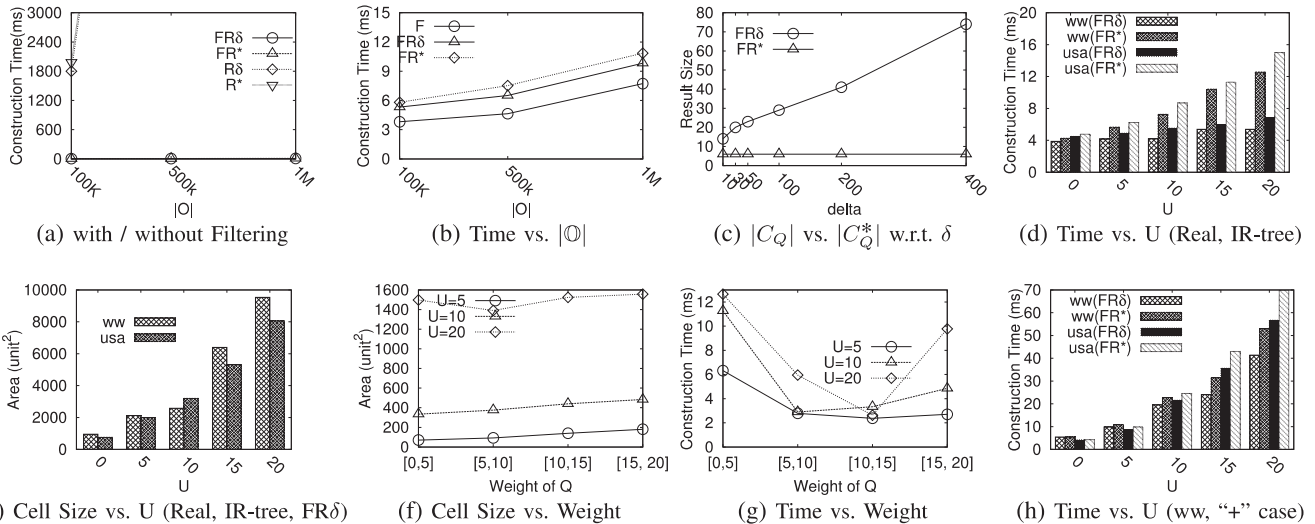 Construction Time(ms)
3000
2400
1800
1200
600
0
FRδ
FR*
Rδ
R*
100K
500k
1M
|O|
(a) with / without Filtering
Construction Time (ms)
15
12
9
6
3
0
F
FRδ
FR*
100K
500k
1M
|O|
(b) Time vs. |𝕆|
Result Size
80
70
60
50
40
30
20
10
0
FRδ
FR*
10
30
50
100
200
400
delta
(c) |C_Q| vs. |C*_Q| w.r.t. δ
Construction Time (ms)
20
16
12
8
4
0
ww(FRδ)
ww(FR*)
usa(FRδ)
usa(FR*)
0
5
10
15
20
U
(d) Time vs. U (Real, IR-tree)
Area (unit²)
10000
8000
6000
4000
2000
0
ww
usa
0
5
10
15
20
U
) Cell Size vs. U (Real, IR-tree, FRδ)
Area (unit²)
1600
1400
1200
1000
800
600
400
200
0
U=5
U=10
U=20
[0,5]
[5,10]
[10,15]
[15, 20]
Weight of Q
(f) Cell Size vs. Weight
Construction Time (ms)
12
10
8
6
4
2
0
U=5
U=10
U=20
[0,5]
[5,10]
[10,15]
[15, 20]
Weight of Q
(g) Time vs. Weight
Construction Time (ms)
70
60
50
40
30
20
10
0
ww(FRδ)
ww(FR*)
usa(FRδ)
usa(FR*)
0
5
10
15
20
U
(h) Time vs. U (ww, “+” case)